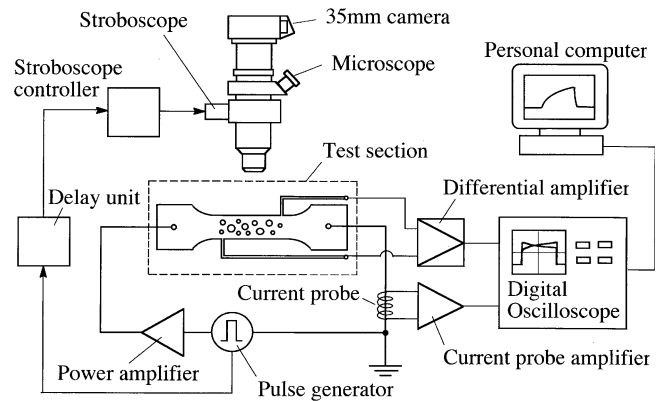 35mm camera
Stroboscope
Personal computer
Microscope
Stroboscope
controller
Test section
Delay unit
Differential amplifier
Current probe
Digital
Oscilloscope
Power amplifier
Current probe amplifier
Pulse generator